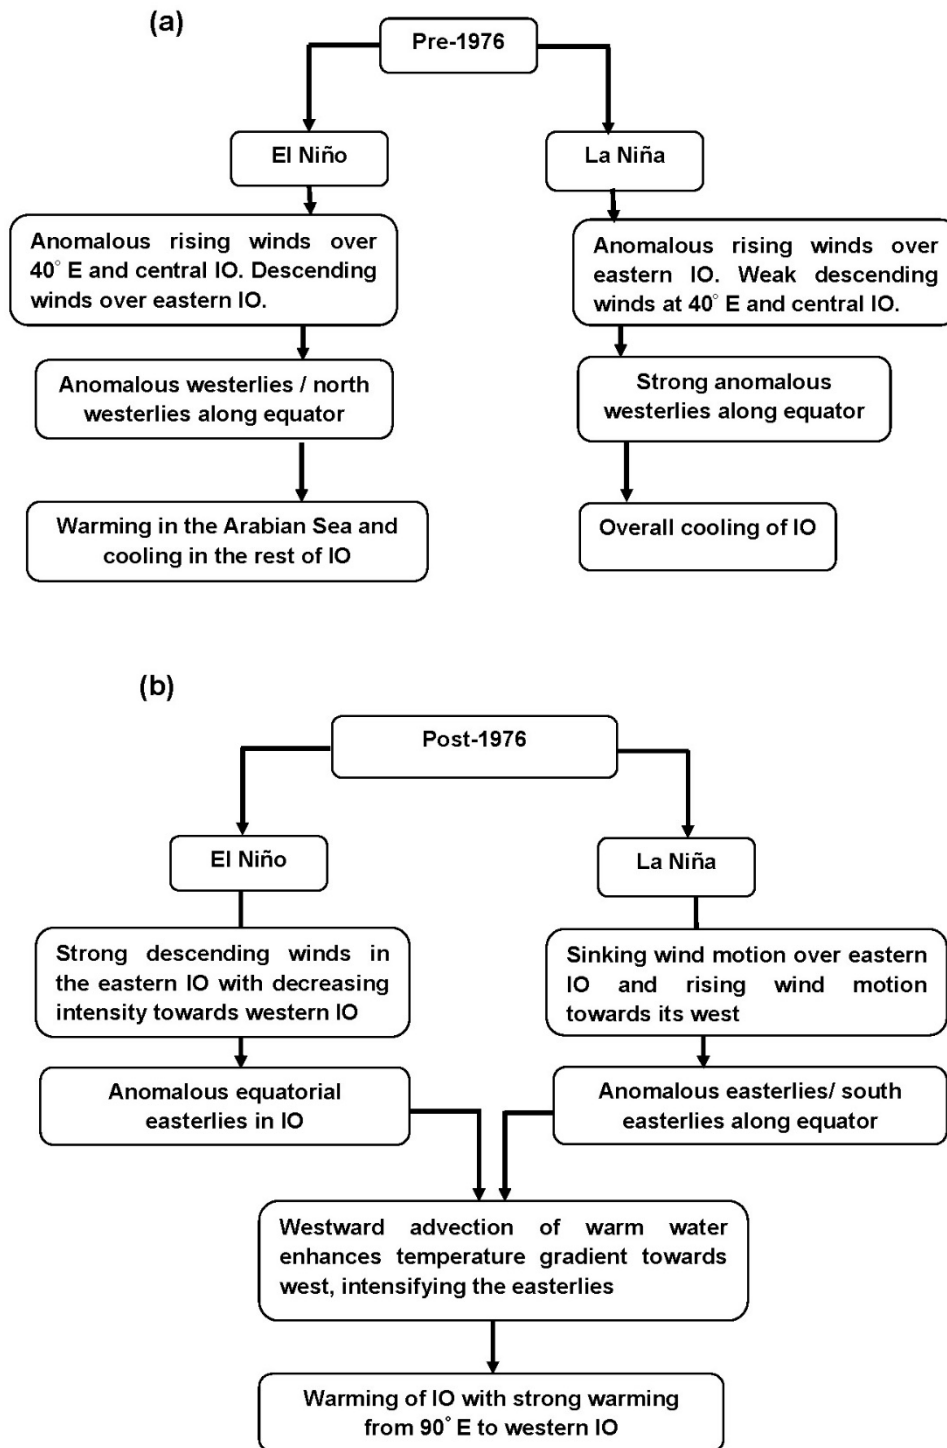 (a)
Pre-1976
El Niño
La Niña
Anomalous rising winds over
40° E and central IO. Descending
winds over eastern IO.
Anomalous rising winds over
eastern IO. Weak descending
winds at 40° E and central IO.
Anomalous westerlies / north
westerlies along equator
Strong anomalous
westerlies along equator
Warming in the Arabian Sea and
cooling in the rest of IO
Overall cooling of IO
(b)
Post-1976
El Niño
La Niña
Strong descending winds in
the eastern IO with decreasing
intensity towards western IO
Sinking wind motion over eastern
IO and rising wind motion
towards its west
Anomalous equatorial
easterlies in IO
Anomalous easterlies/ south
easterlies along equator
Westward advection of warm water
enhances temperature gradient towards
west, intensifying the easterlies
Warming of IO with strong warming
from 90° E to western IO